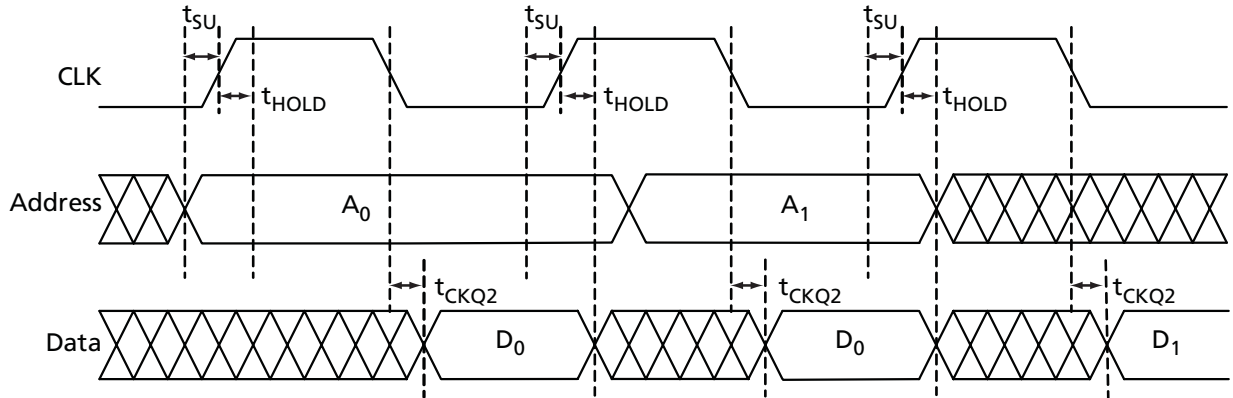 tSU tSU tSU
CLK
tHOLD tHOLD tHOLD
Address A0 A1
tCKQ2 tCKQ2 tCKQ2
Data D0 D0 D1